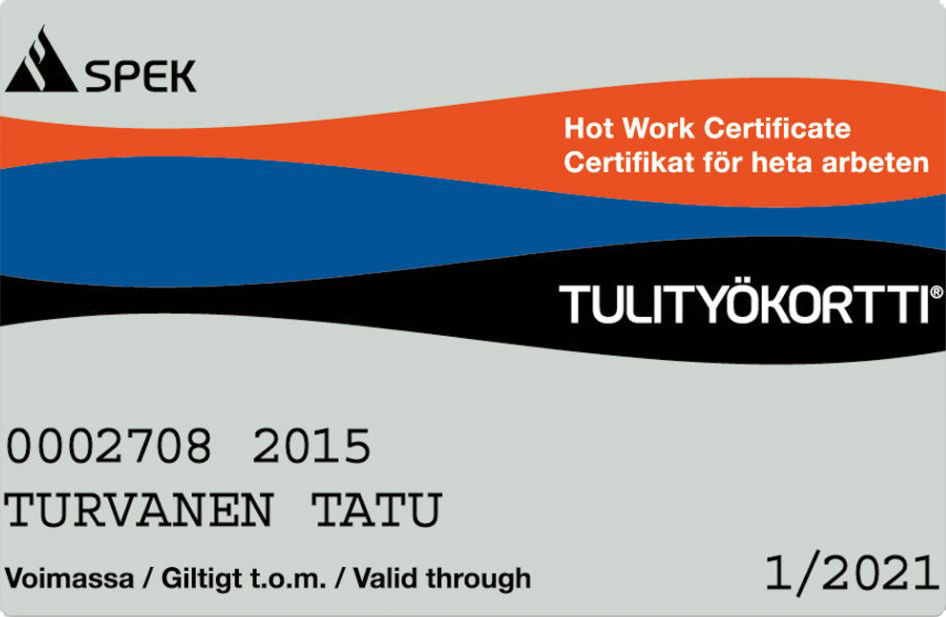 SPEK
Hot Work Certificate
Certifikat för heta arbeten
TULITYÖKORTTI®
0002708 2015
TURVANEN TATU
Voimassa / Giltigt t.o.m. / Valid through 1/2021